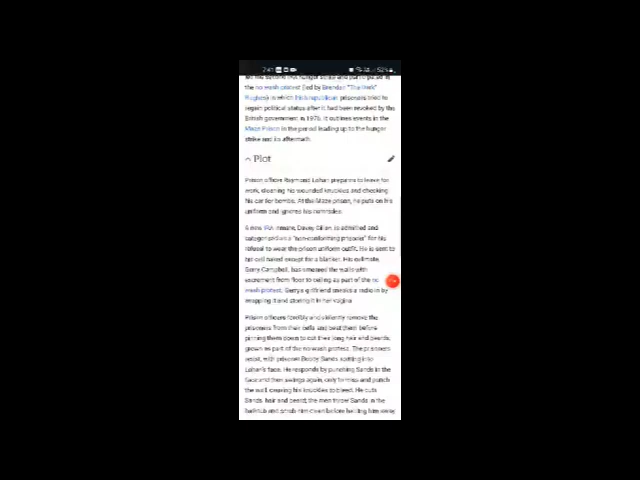 the no wash protest (led by Brendan "The Dark"
Hughes) in which Irish republican prisoners tried to
regain political status after it had been revoked by the
British government in 1976. It outlines events in the
Maze Prison in the period leading up to the hunger
strike and its aftermath.
Plot
Prison officer Raymond Lohan prepares to leave for
work, cleaning his wounded knuckles and checking
his car for bombs. At the Maze prison, he puts on his
uniform and ignores his comrades.
A new IRA inmate, Davey Gillen, is admitted and
categorized as a "non-conforming prisoner" for his
refusal to wear the prison uniform outfit. He is sent to
his cell naked except for a blanket. His cellmate,
Gerry Campbell, has smeared the walls with
excrement from floor to ceiling as part of the no
wash protest. Gerry's girlfriend sneaks a radio in by
wrapping it and storing it in her vagina.
Prison officers forcibly and violently remove the
prisoners from their cells and beat them before
pinning them down to cut their long hair and beards,
grown as part of the no wash protest. The prisoners
resist, with prisoner Bobby Sands spitting into
Lohan's face. He responds by punching Sands in the
face and then swings again, only to miss and punch
the wall, causing his knuckles to bleed. He cuts
Sands' hair and beard; the men throw Sands in the
bathtub and scrub him down before hauling him away